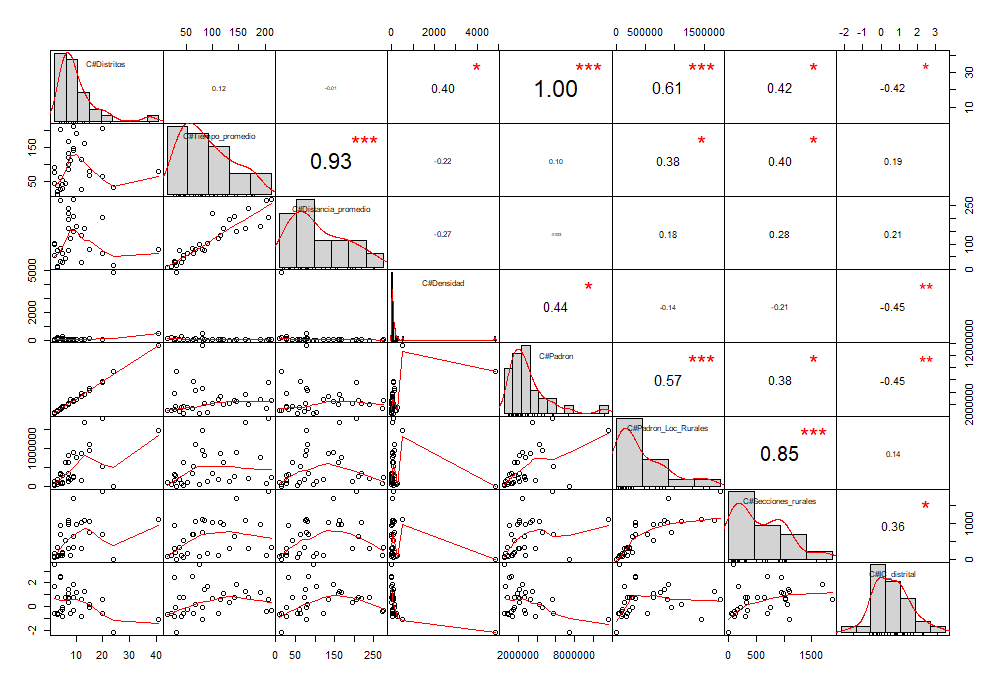 50 100 150 200
0 2000 4000
0 500000 1500000
-2 -1 0 1 2 3
C#Distritos
0.12
-0.01
0.40
*
1.00
***
0.61
***
0.42
*
-0.42
*
10 30
50 150
C#Tiempo_promedio
0.93
***
-0.22
0.10
0.38
*
0.40
*
0.19
C#Distancia_promedio
-0.27
0.18
0.28
0.21
0 100 250
0 2000 5000
C#Densidad
0.44
*
-0.14
-0.21
-0.45
**
C#Padron
0.57
***
0.38
*
-0.45
**
2000000 12000000
0 1000000
C#Padron_Loc_Rurales
0.85
***
0.14
C#Secciones_rurales
0.36
*
0 1000
-2 0 2
C#IC_distrital
10 20 30 40
0 50 150 250
2000000 8000000
0 500 1500